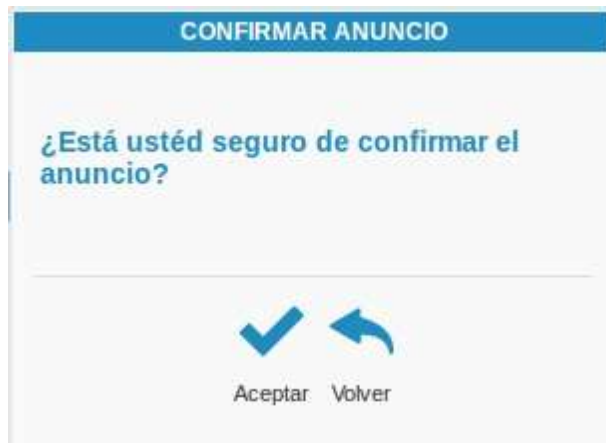 CONFIRMAR ANUNCIO
¿Está ustéd seguro de confirmar el
anuncio?
Aceptar Volver